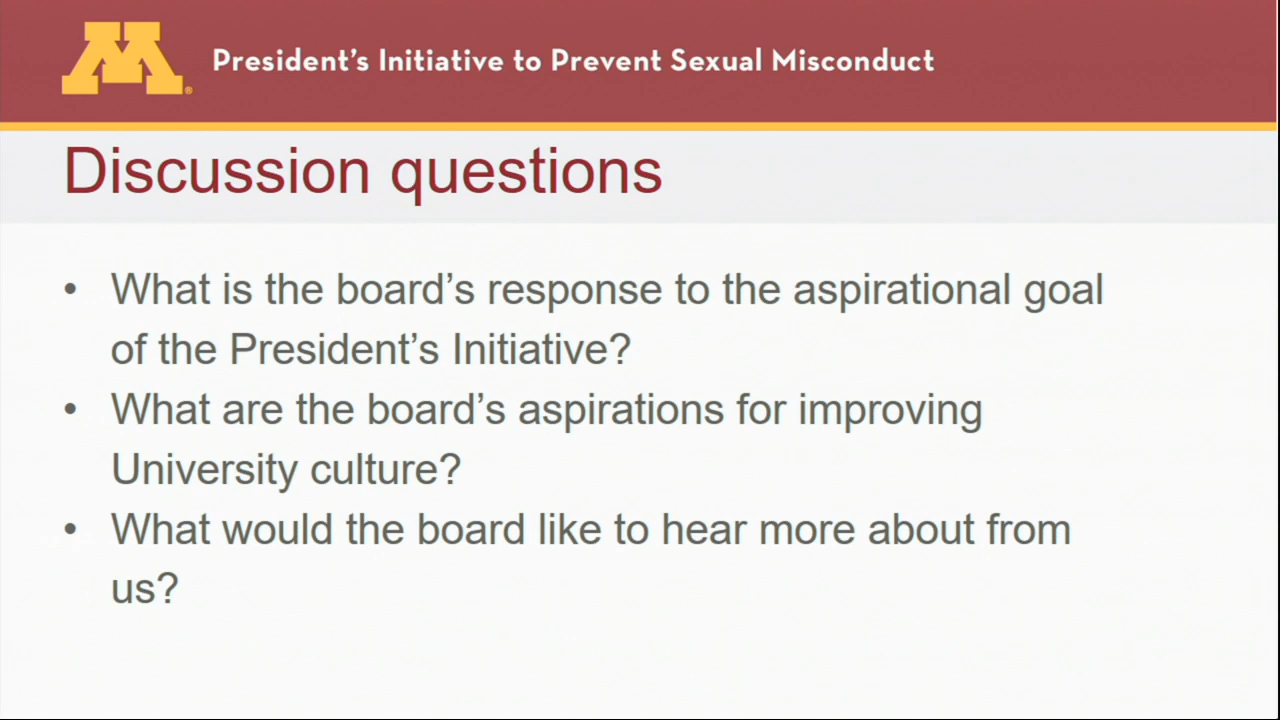 M
President’s Initiative to Prevent Sexual Misconduct
Discussion questions
• What is the board’s response to the aspirational goal
of the President’s Initiative?
• What are the board’s aspirations for improving
University culture?
• What would the board like to hear more about from
us?